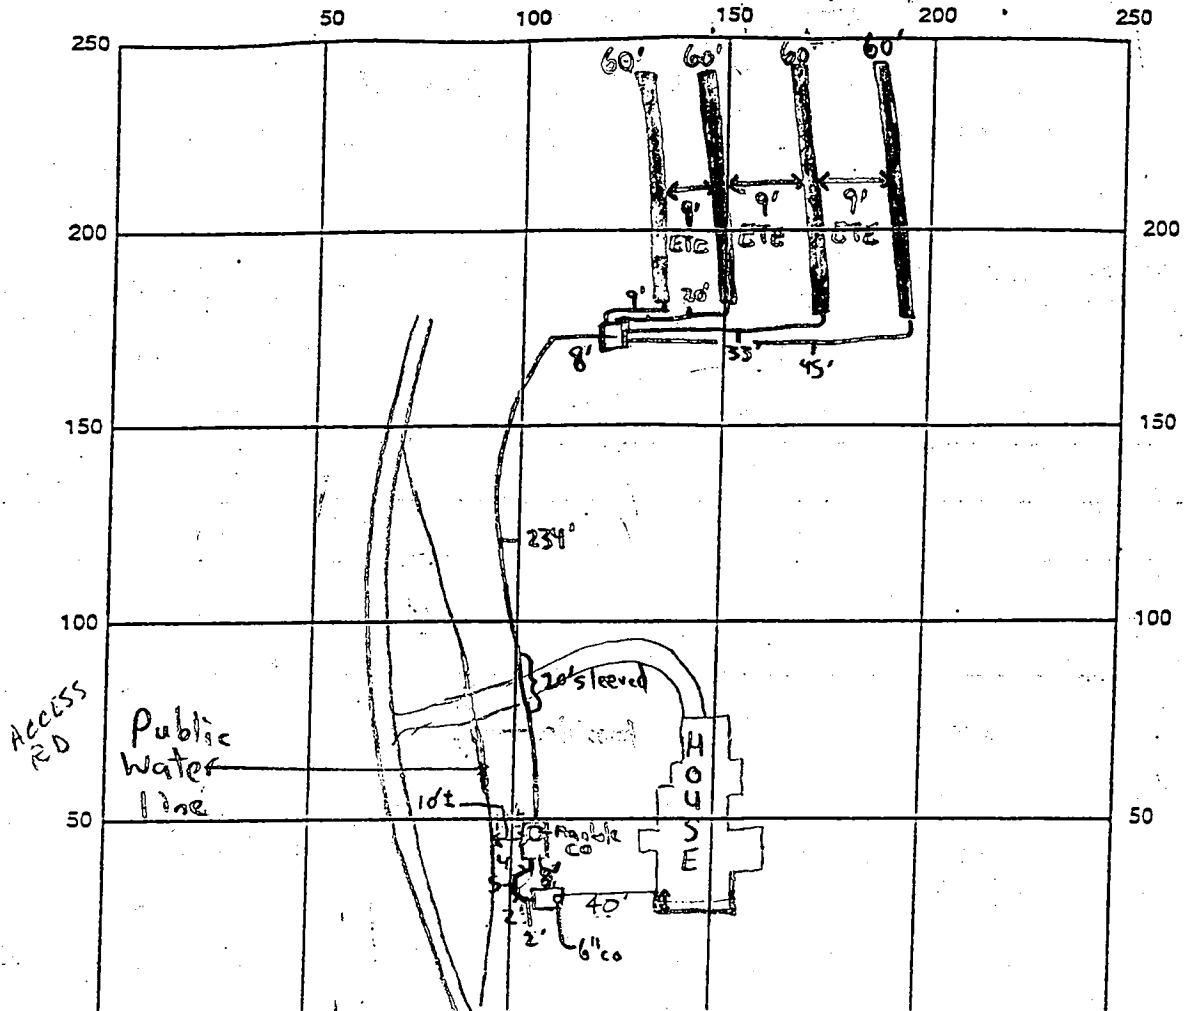 50 100 150 200 250
250
60' 60' 60' 60'
9' 9' 9'
ETE ETE ETE
200 200
9' 20'
8' 33' 45'
150 150
234'
100 100
20' sleeved
ACCESS
RD
Public
Water
line
HOUSE
10'±
50 50
CO
40'
2'
2'
6" co